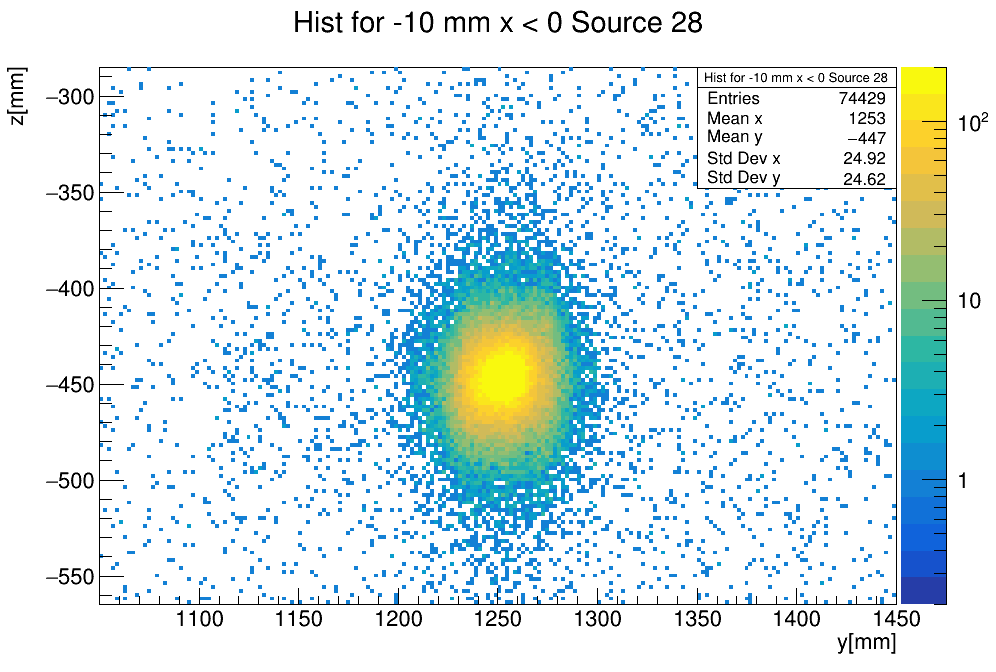 Hist for -10 mm x < 0 Source 28
z[mm]
Hist for -10 mm x < 0 Source 28
Entries 74429
Mean x 1253
Mean y −447
Std Dev x 24.92
Std Dev y 24.62
−300
−350
−400
−450
−500
−550
10²
10
1
1100 1150 1200 1250 1300 1350 1400 1450
y[mm]